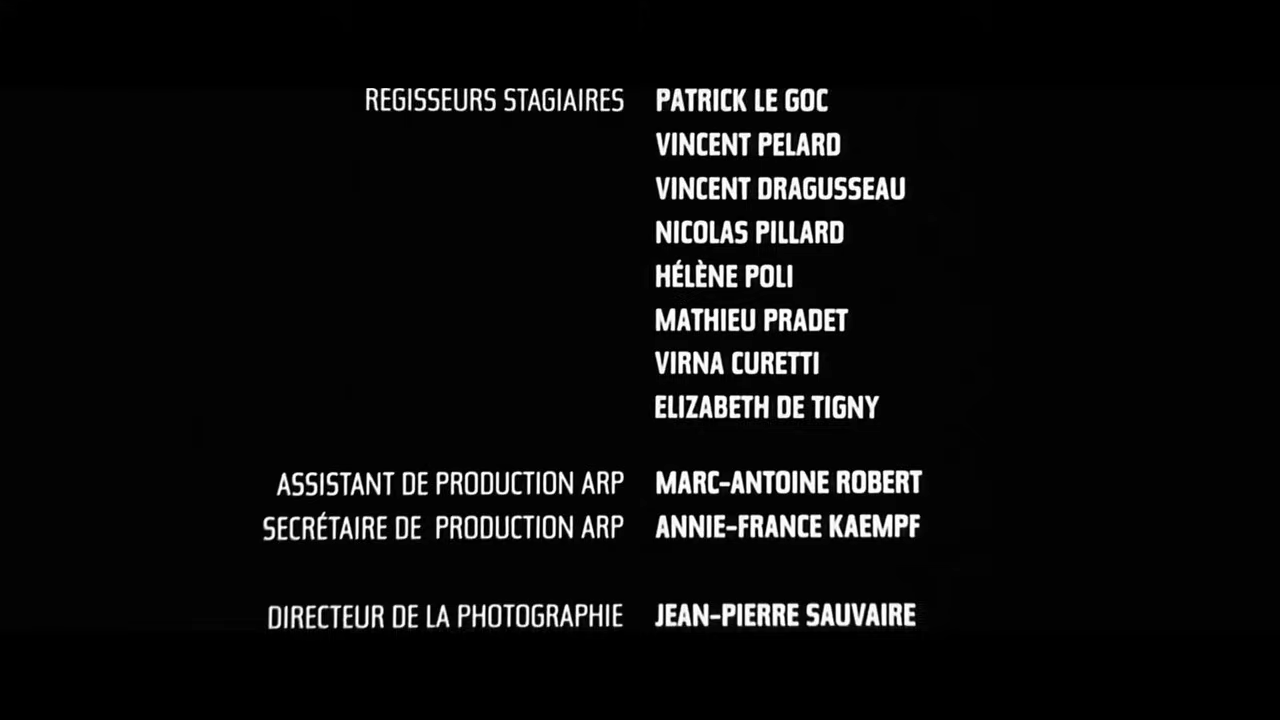 REGISSEURS STAGIAIRES PATRICK LE GOC
VINCENT PELARD
VINCENT DRAGUSSEAU
NICOLAS PILLARD
HÉLÈNE POLI
MATHIEU PRADET
VIRNA CURETTI
ELIZABETH DE TIGNY
ASSISTANT DE PRODUCTION ARP MARC-ANTOINE ROBERT
SECRÉTAIRE DE PRODUCTION ARP ANNIE-FRANCE KAEMPF
DIRECTEUR DE LA PHOTOGRAPHIE JEAN-PIERRE SAUVAIRE